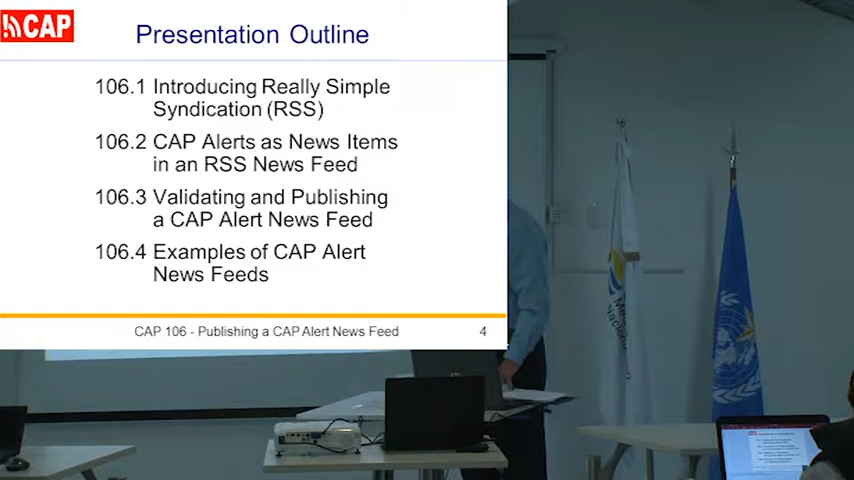 CAP
Presentation Outline
106.1 Introducing Really Simple
Syndication (RSS)
106.2 CAP Alerts as News Items
in an RSS News Feed
106.3 Validating and Publishing
a CAP Alert News Feed
106.4 Examples of CAP Alert
News Feeds
CAP 106 - Publishing a CAP Alert News Feed 4